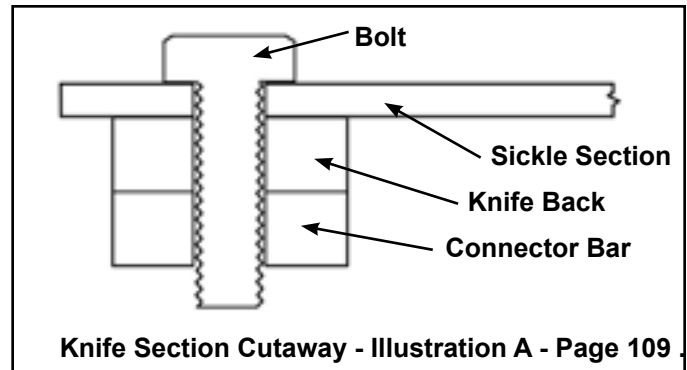 Bolt
Sickle Section
Knife Back
Connector Bar
Knife Section Cutaway - Illustration A - Page 109 .